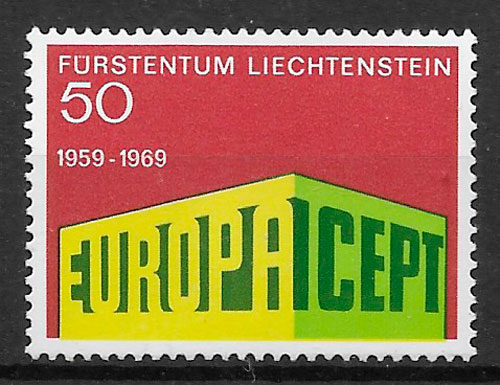 FÜRSTENTUM LIECHTENSTEIN
50
1959-1969
EUROPA CEPT